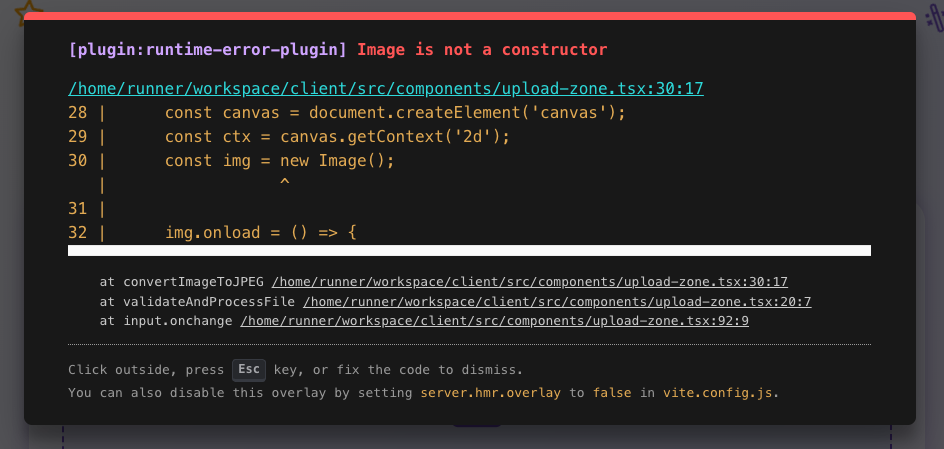 [plugin:runtime-error-plugin] Image is not a constructor
/home/runner/workspace/client/src/components/upload-zone.tsx:30:17
28 |      const canvas = document.createElement('canvas');
29 |      const ctx = canvas.getContext('2d');
30 |      const img = new Image();
   |                  ^
31 |
32 |      img.onload = () => {
at convertImageToJPEG /home/runner/workspace/client/src/components/upload-zone.tsx:30:17
at validateAndProcessFile /home/runner/workspace/client/src/components/upload-zone.tsx:20:7
at input.onchange /home/runner/workspace/client/src/components/upload-zone.tsx:92:9
Click outside, press Esc key, or fix the code to dismiss.
You can also disable this overlay by setting server.hmr.overlay to false in vite.config.js.